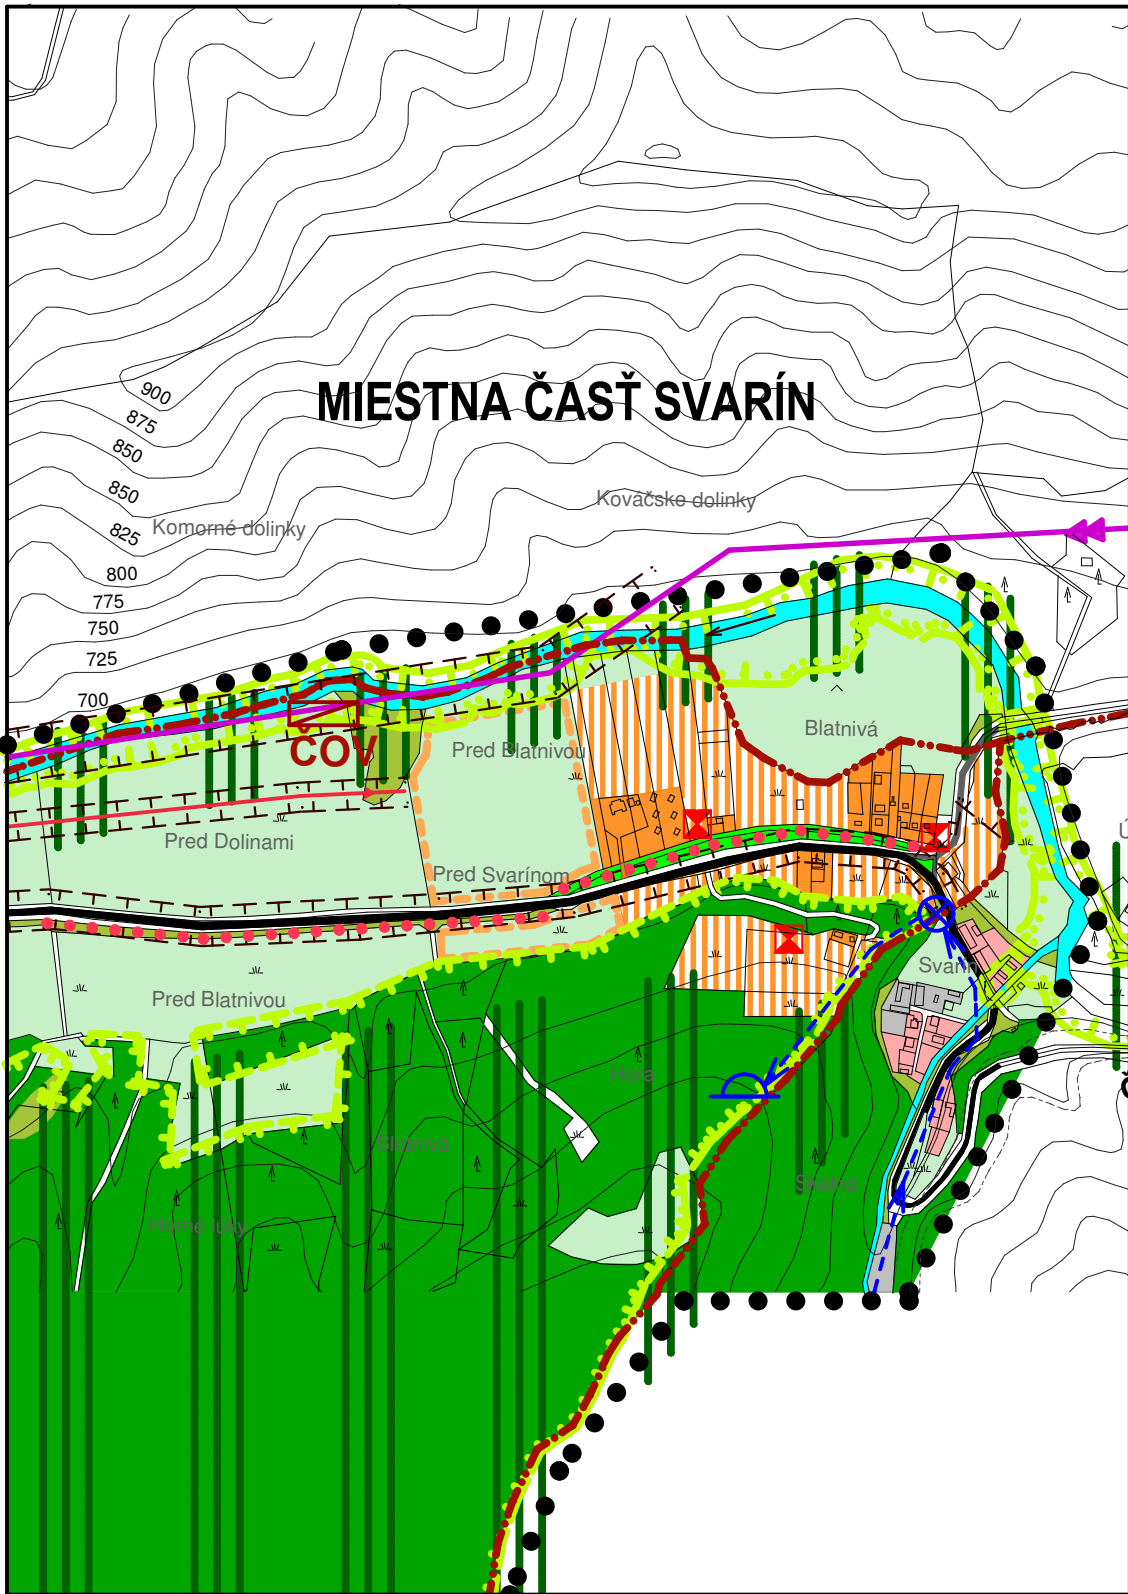 MIESTNA ČASŤ SVARÍN
900
875
850
850
825
800
775
750
725
700
Komorné dolinky
Kováčske dolinky
ČOV
Pred Blatnivou
Blatnivá
Pred Dolinami
Pred Svarínom
Svarín
Pred Blatnivou
Hora
Slotnivá
Skalná
Horné lúky